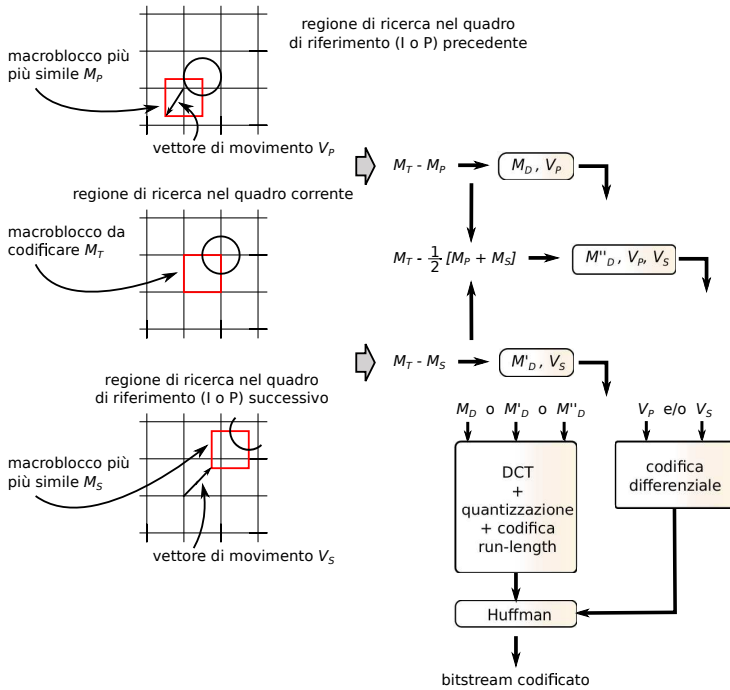 regione di ricerca nel quadro
di riferimento (I o P) precedente
macroblocco più
più simile M_P
vettore di movimento V_P
M_T - M_P
M_D , V_P
regione di ricerca nel quadro corrente
macroblocco da
codificare M_T
M_T - 1/2 [M_P + M_S]
M''_D , V_P, V_S
M_T - M_S
M'_D , V_S
regione di ricerca nel quadro
di riferimento (I o P) successivo
macroblocco più
più simile M_S
vettore di movimento V_S
M_D o M'_D o M''_D
V_P e/o V_S
DCT
+
quantizzazione
+ codifica
run-length
codifica
differenziale
Huffman
bitstream codificato